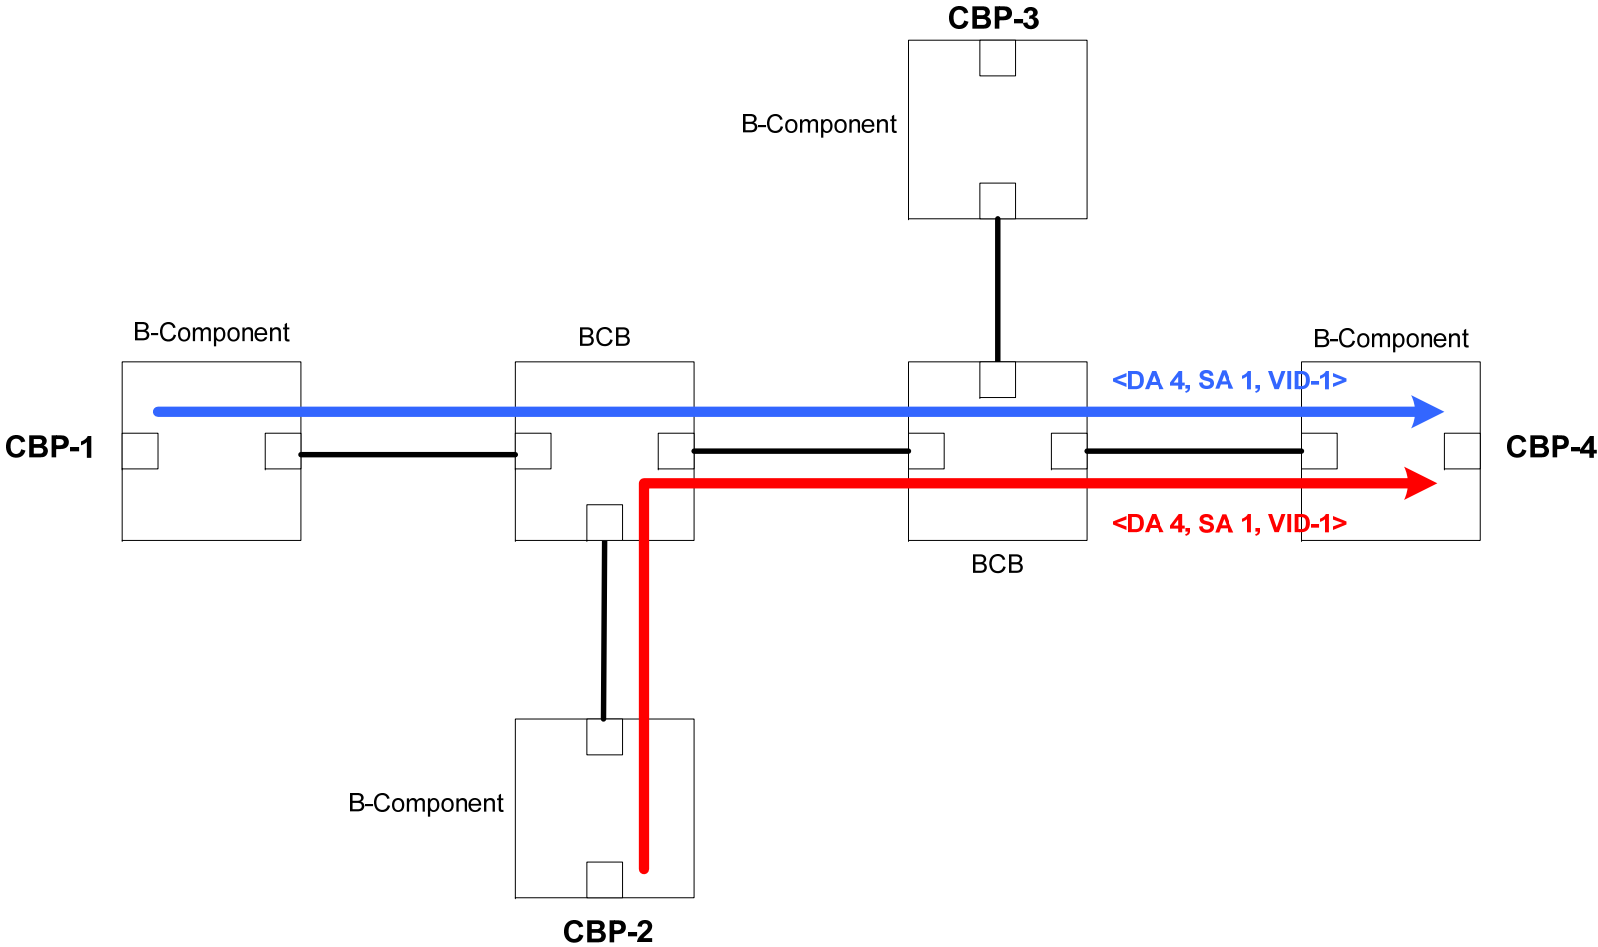 CBP-3
B-Component
B-Component
BCB
B-Component
<DA 4, SA 1, VID-1>
CBP-1
CBP-4
<DA 4, SA 1, VID-1>
BCB
B-Component
CBP-2